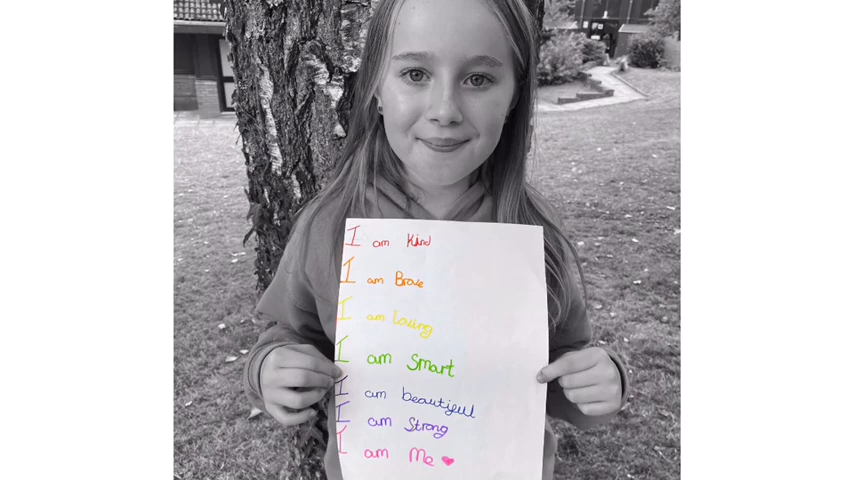 I am Kind
I am Brave
I am loving
I am Smart
I am beautiful
I am Strong
I am Me